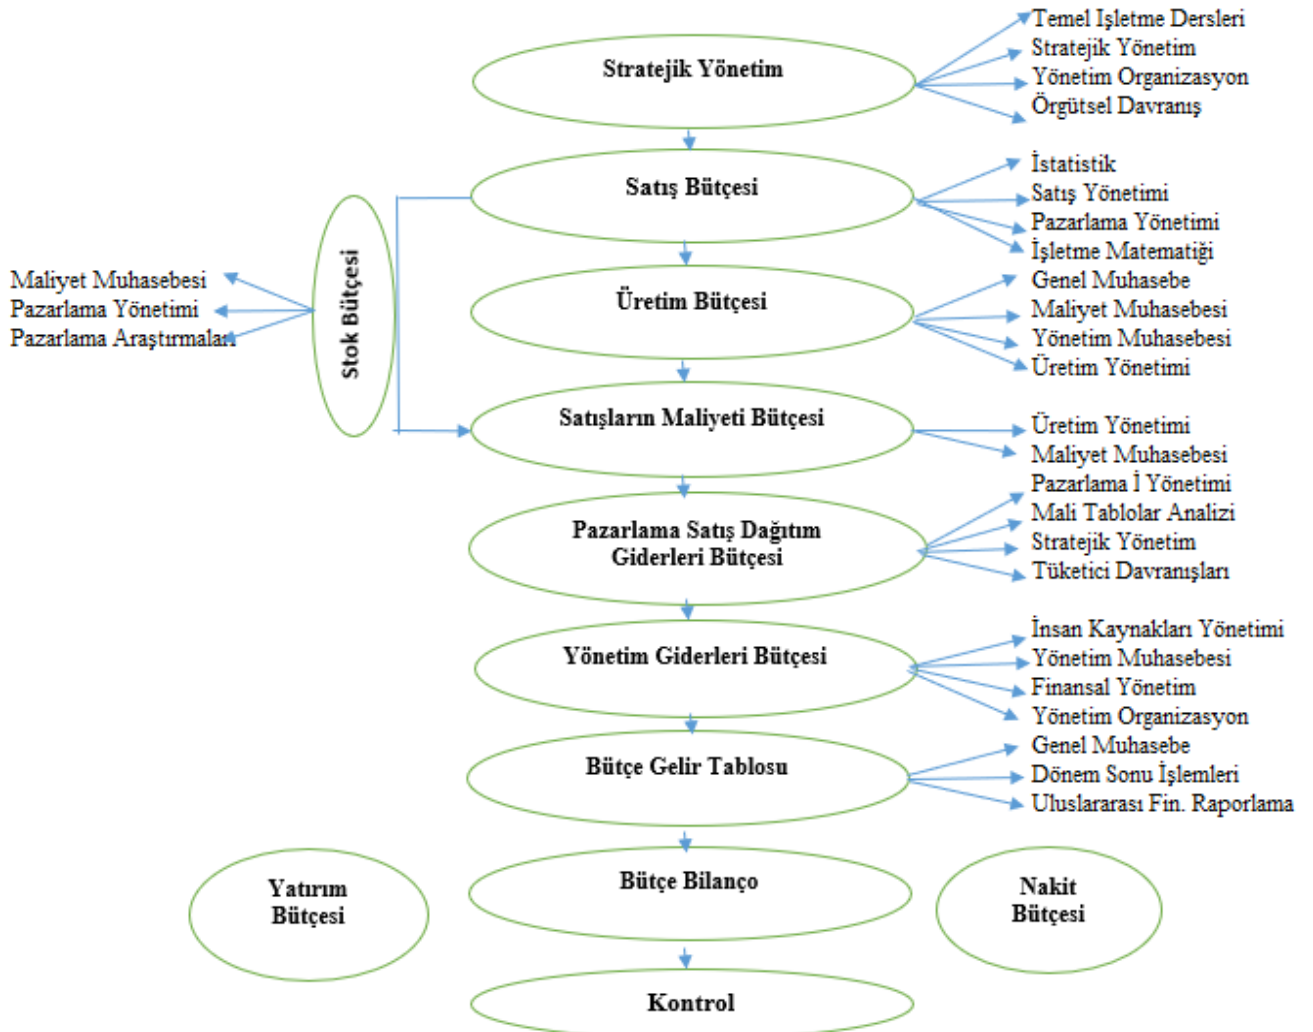 Stratejik Yönetim
Temel Işletme Dersleri
Stratejik Yönetim
Yönetim Organizasyon
Örgütsel Davranış
Satış Bütçesi
İstatistik
Satış Yönetimi
Pazarlama Yönetimi
İşletme Matematiği
Stok Bütçesi
Maliyet Muhasebesi
Pazarlama Yönetimi
Pazarlama Araştırmaları
Üretim Bütçesi
Genel Muhasebe
Maliyet Muhasebesi
Yönetim Muhasebesi
Üretim Yönetimi
Satışların Maliyeti Bütçesi
Üretim Yönetimi
Maliyet Muhasebesi
Pazarlama Satış Dağıtım
Giderleri Bütçesi
Pazarlama İ Yönetimi
Mali Tablolar Analizi
Stratejik Yönetim
Tüketici Davranışları
Yönetim Giderleri Bütçesi
İnsan Kaynakları Yönetimi
Yönetim Muhasebesi
Finansal Yönetim
Yönetim Organizasyon
Bütçe Gelir Tablosu
Genel Muhasebe
Dönem Sonu İşlemleri
Uluslararası Fin. Raporlama
Yatırım
Bütçesi
Bütçe Bilanço
Nakit
Bütçesi
Kontrol